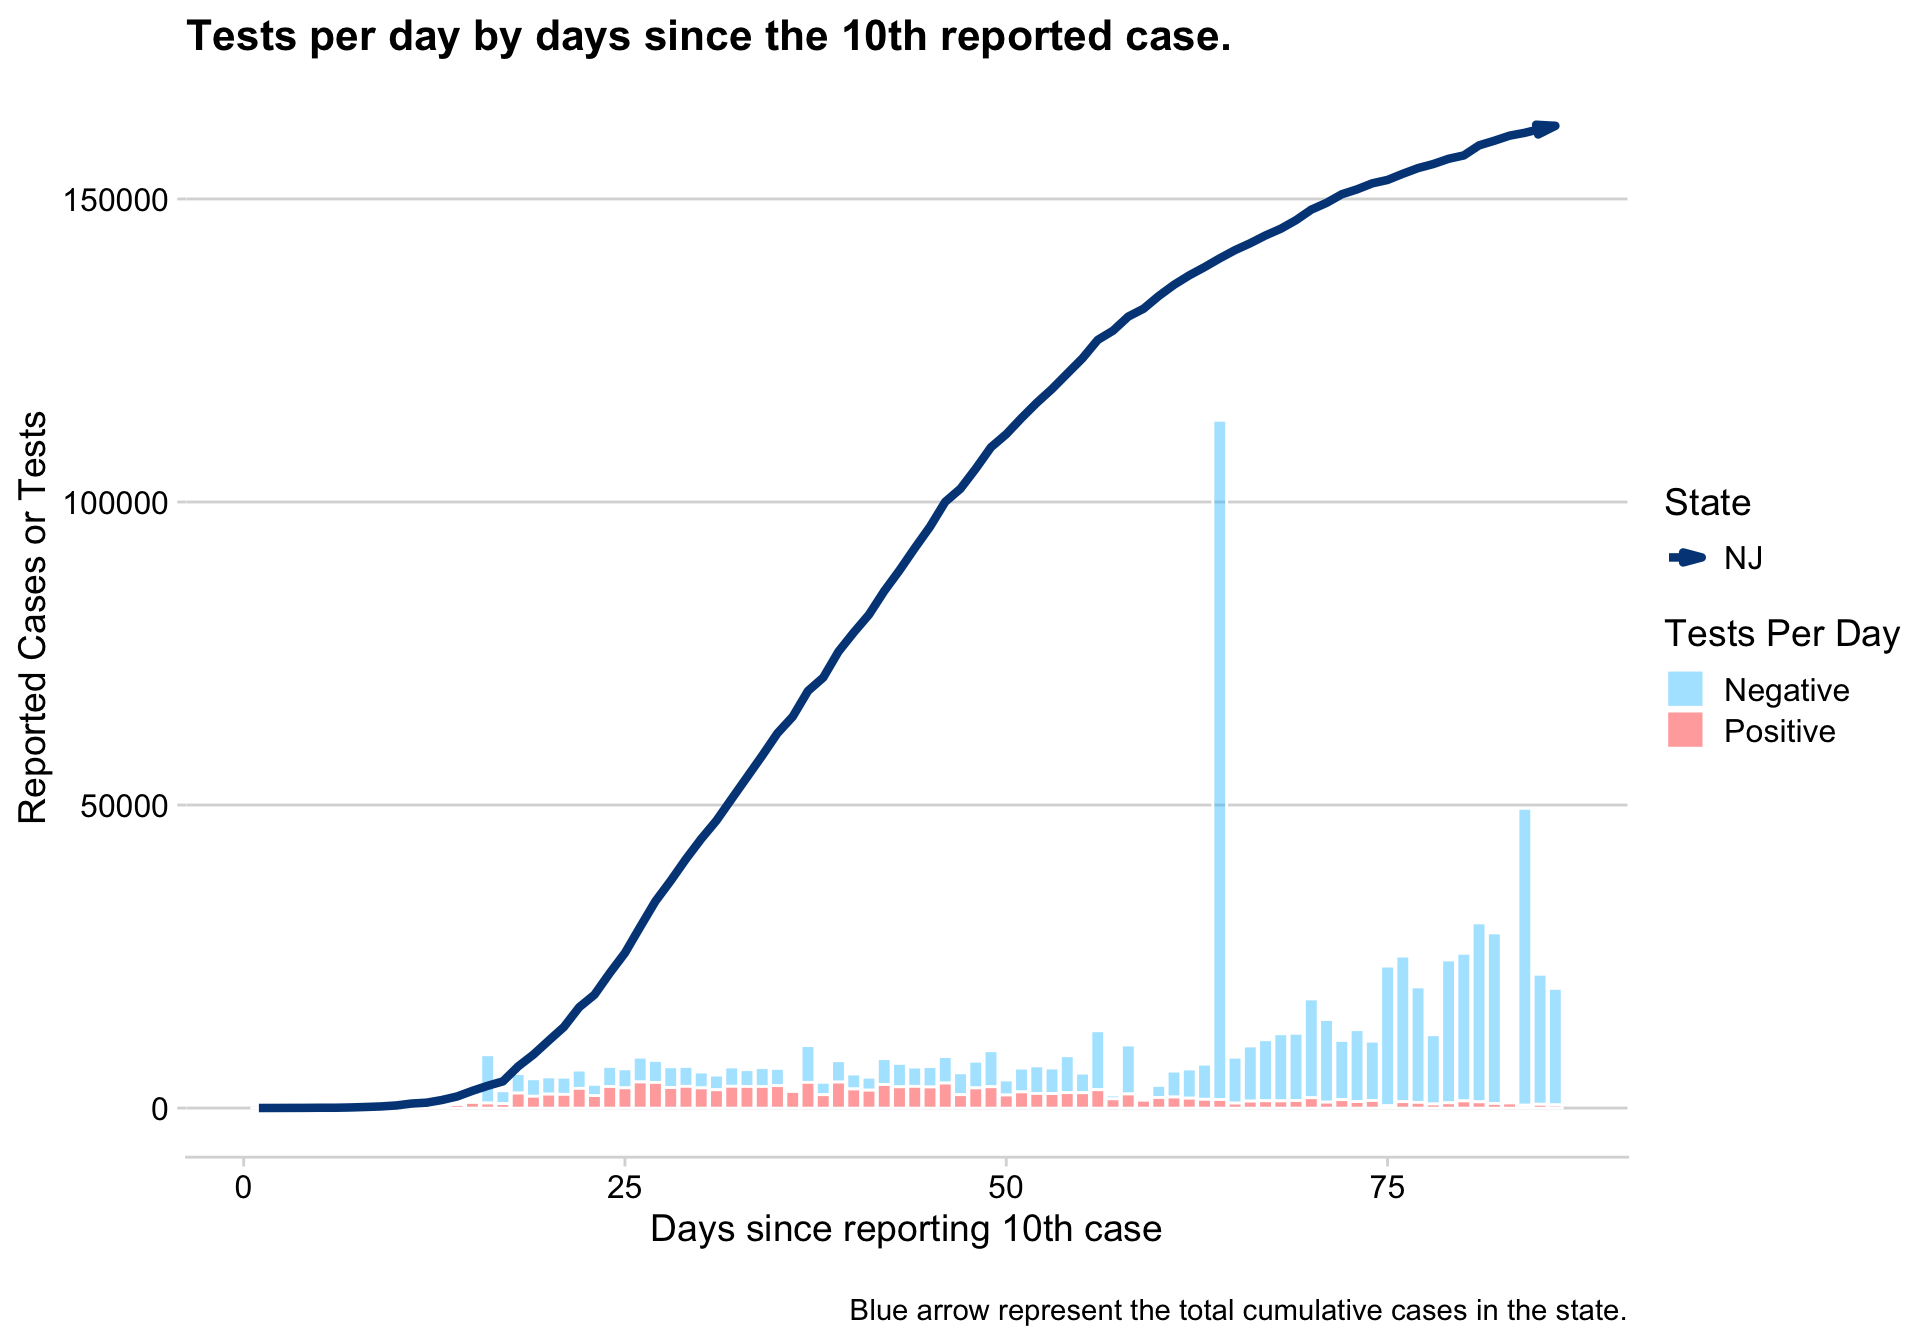 Tests per day by days since the 10th reported case.
Reported Cases or Tests
150000
100000
50000
0
0 25 50 75
Days since reporting 10th case
State
NJ
Tests Per Day
Negative
Positive
Blue arrow represent the total cumulative cases in the state.